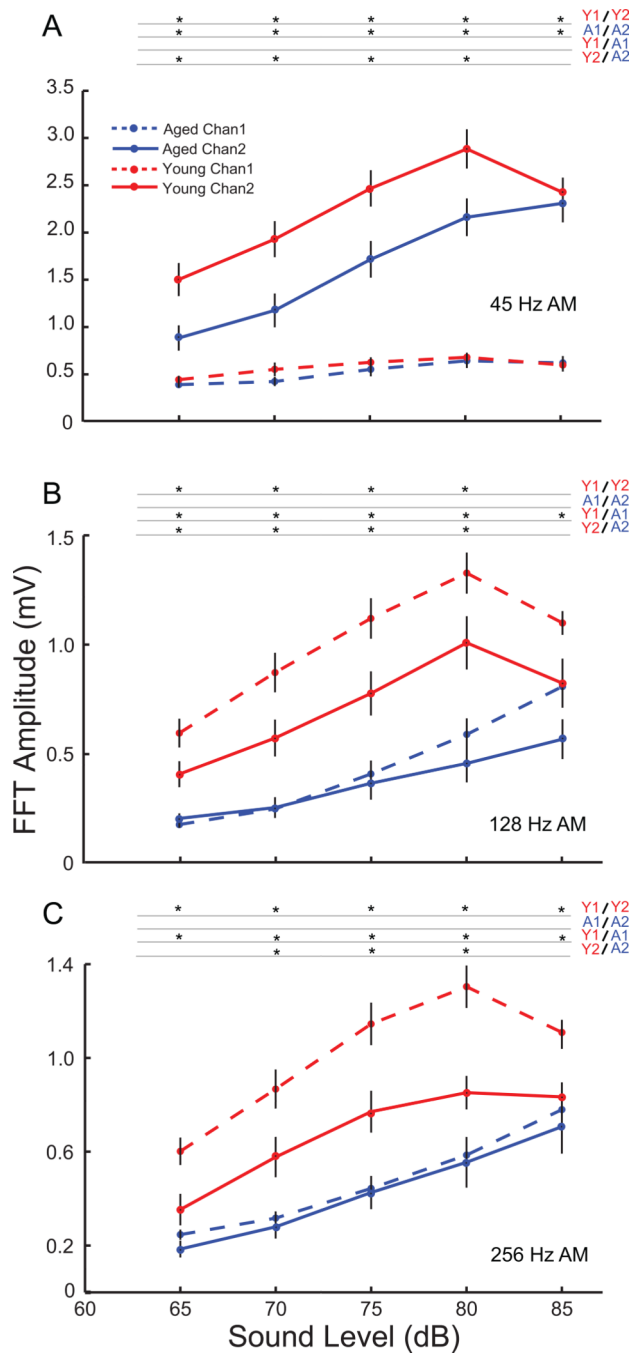 A
* * * * * Y1/Y2
* * * * * A1/A2
Y1/A1
* * * * Y2/A2
3.5
3.0
2.5
2.0
1.5
1.0
0.5
0
Aged Chan1
Aged Chan2
Young Chan1
Young Chan2
45 Hz AM
B
* * * * Y1/Y2
A1/A2
* * * * * Y1/A1
* * * * Y2/A2
1.5
1.0
0.5
0
128 Hz AM
FFT Amplitude (mV)
C
* * * * * Y1/Y2
A1/A2
* * * * * Y1/A1
* * * Y2/A2
1.4
1.0
0.6
0.2
0
256 Hz AM
60 65 70 75 80 85
Sound Level (dB)